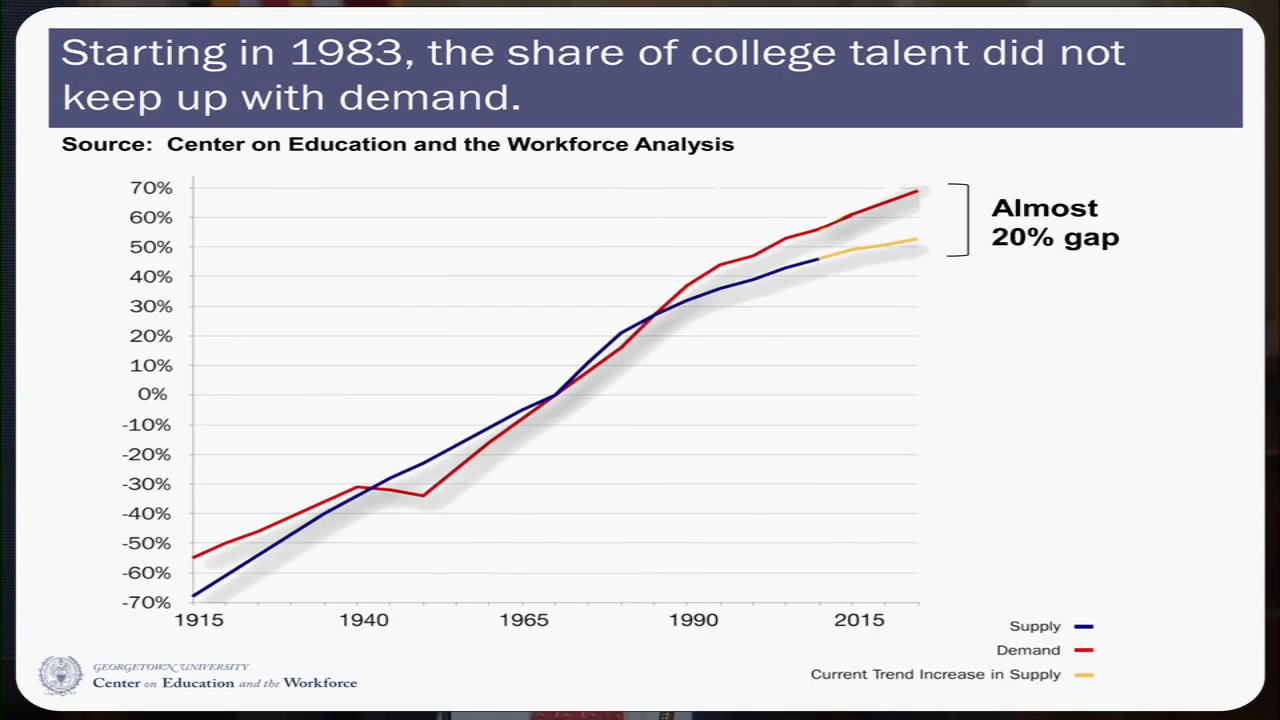 Starting in 1983, the share of college talent did not
keep up with demand.
Source: Center on Education and the Workforce Analysis
70%
60%
50%
40%
30%
20%
10%
0%
-10%
-20%
-30%
-40%
-50%
-60%
-70%
Almost
20% gap
1915 1940 1965 1990 2015
Supply
Demand
Current Trend Increase in Supply
GEORGETOWN UNIVERSITY
Center on Education and the Workforce